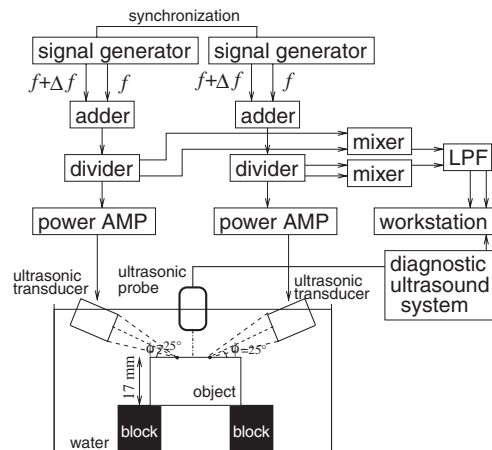 synchronization
signal generator
signal generator
f+Δf
f
f+Δf
f
adder
adder
mixer
divider
divider
mixer
LPF
power AMP
power AMP
workstation
ultrasonic
transducer
ultrasonic
probe
ultrasonic
transducer
diagnostic
ultrasound
system
ψ=25°
ψ=25°
17 mm
object
block
block
water